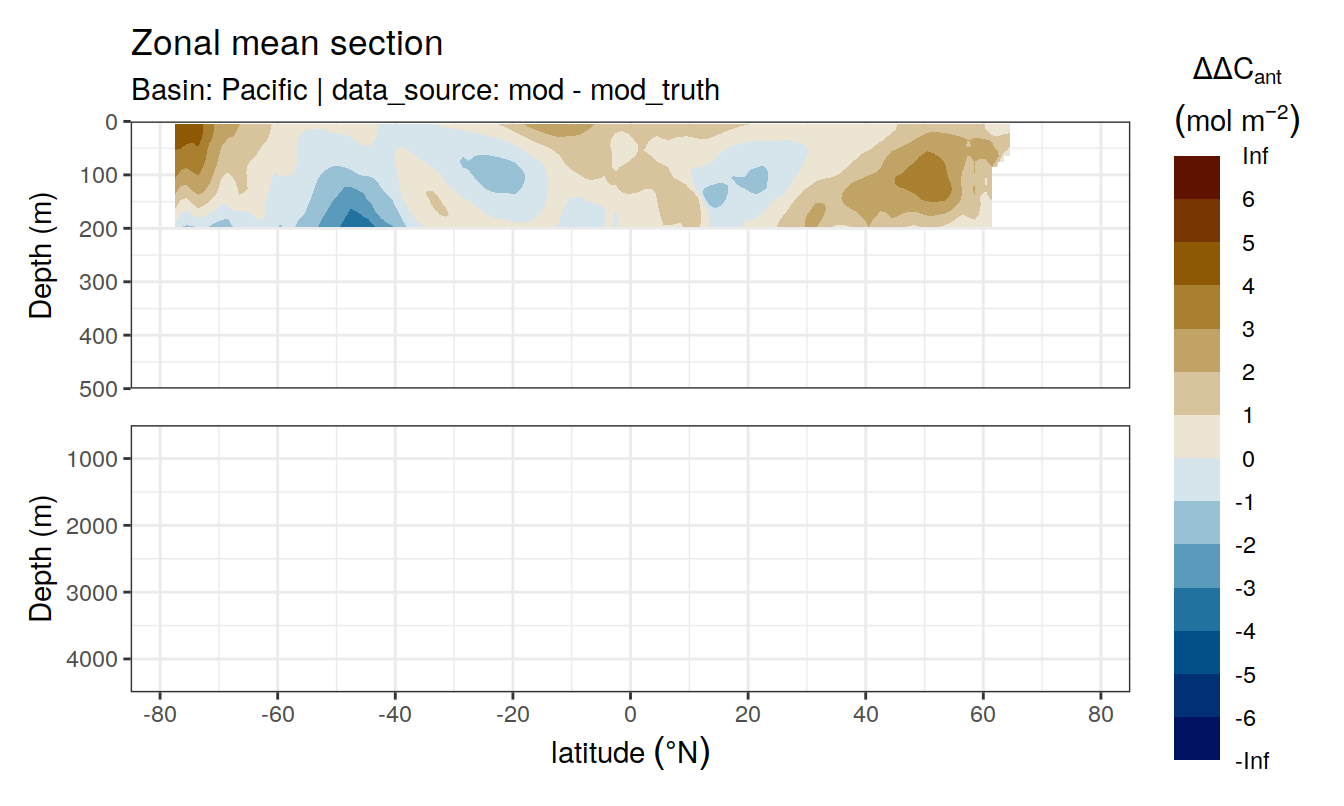 Zonal mean section
Basin: Pacific | data_source: mod - mod_truth
ΔΔCant
(mol m−2)
Inf
6
5
4
3
2
1
0
-1
-2
-3
-4
-5
-6
-Inf
Depth (m)
0
100
200
300
400
500
Depth (m)
1000
2000
3000
4000
-80 -60 -40 -20 0 20 40 60 80
latitude (°N)